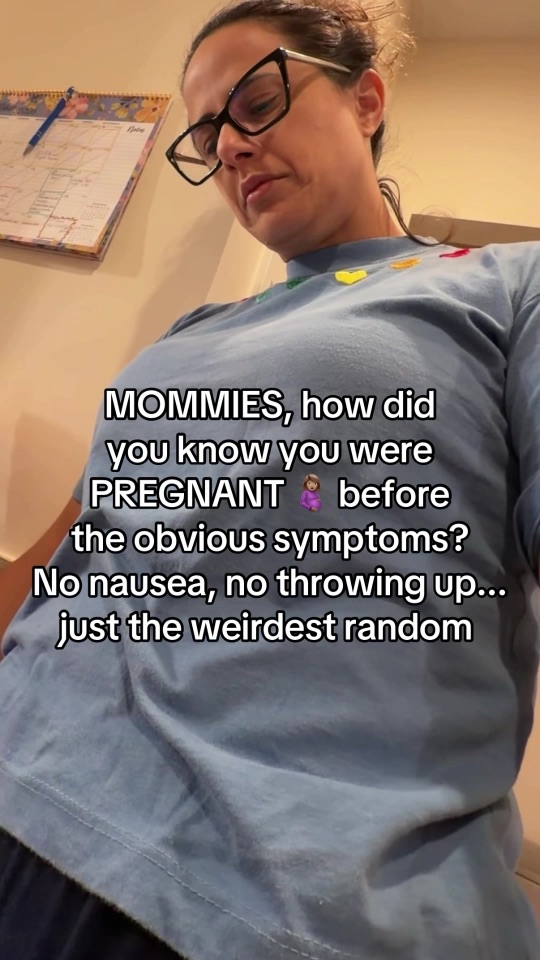 Notes
MOMMIES, how did
you know you were
PREGNANT 🤰🏽 before
the obvious symptoms?
No nausea, no throwing up...
just the weirdest random